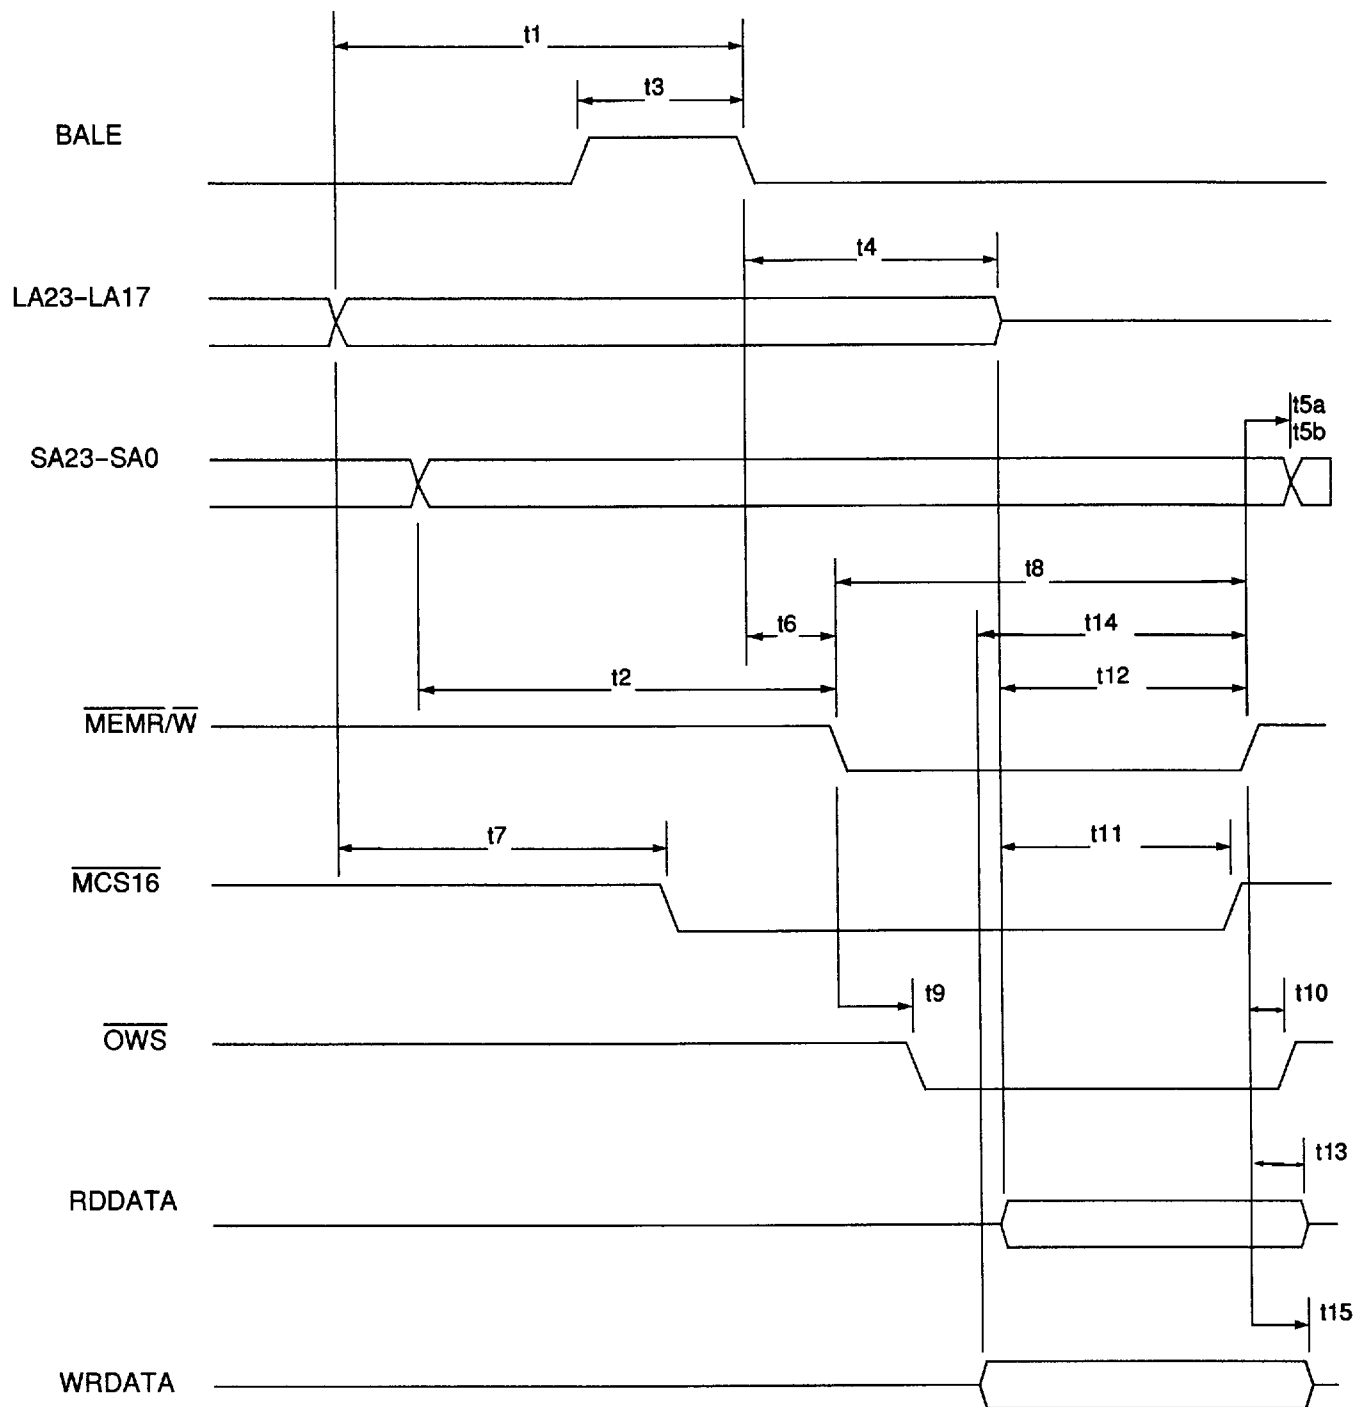 t1
t3
BALE
t4
LA23-LA17
t5a
t5b
SA23-SA0
t8
t6
t14
t2
t12
MEMR/W
t7
t11
MCS16
t9
t10
OWS
t13
RDDATA
t15
WRDATA